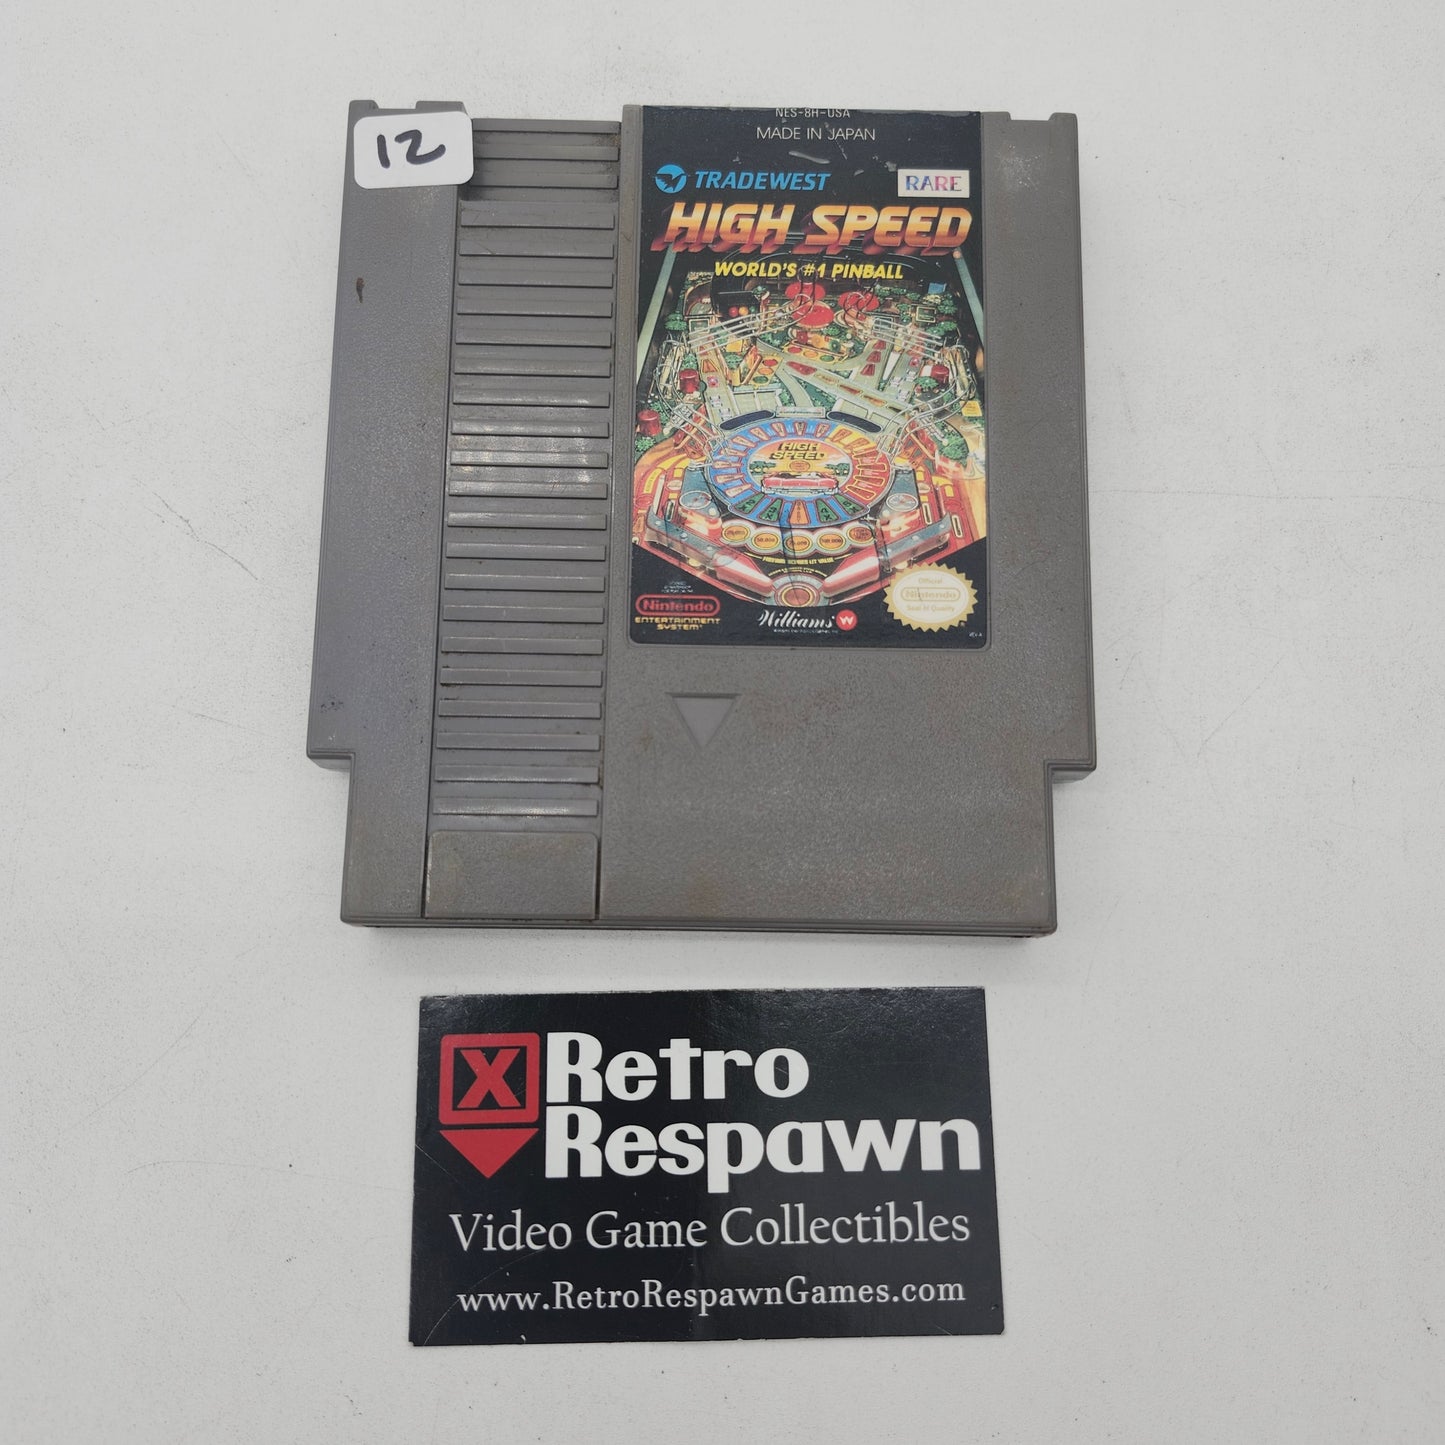 12
NES-8H-USA
MADE IN JAPAN
TRADEWEST
RARE
HIGH SPEED
WORLD'S #1 PINBALL
HIGH
SPEED
Official
Nintendo
Seal of Quality
Nintendo
ENTERTAINMENT
SYSTEM
Williams W
REV-A
X Retro
Respawn
Video Game Collectibles
www.RetroRespawnGames.com